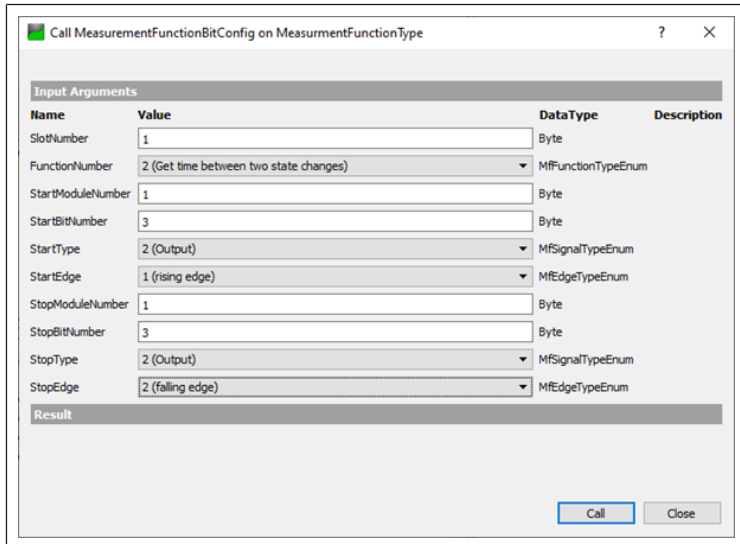 Call MeasurementFunctionBitConfig on MeasurmentFunctionType ? ×
Input Arguments
Name Value DataType Description
SlotNumber 1 Byte
FunctionNumber 2 (Get time between two state changes) MfFunctionTypeEnum
StartModuleNumber 1 Byte
StartBitNumber 3 Byte
StartType 2 (Output) MfSignalTypeEnum
StartEdge 1 (rising edge) MfEdgeTypeEnum
StopModuleNumber 1 Byte
StopBitNumber 3 Byte
StopType 2 (Output) MfSignalTypeEnum
StopEdge 2 (falling edge) MfEdgeTypeEnum
Result
Call Close